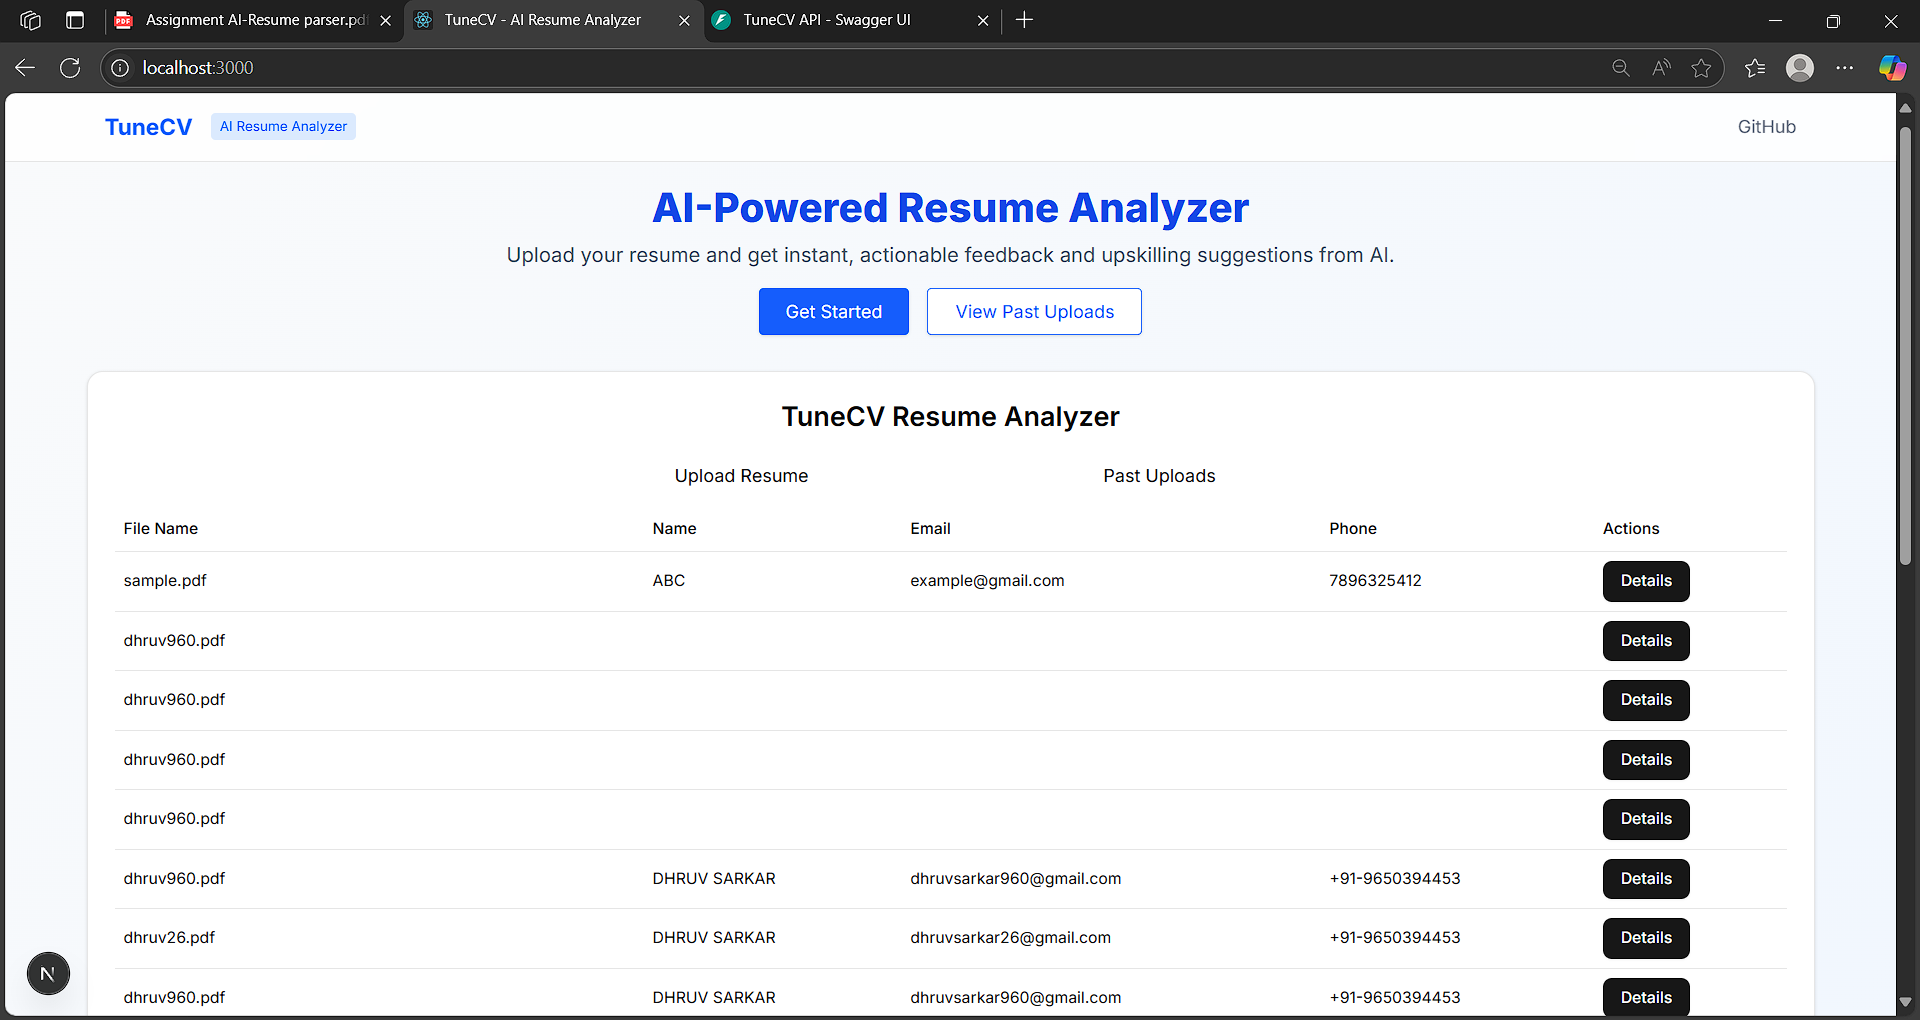 Assignment AI-Resume parser.pd
TuneCV - AI Resume Analyzer
TuneCV API - Swagger UI
localhost:3000
TuneCV
AI Resume Analyzer
GitHub
AI-Powered Resume Analyzer
Upload your resume and get instant, actionable feedback and upskilling suggestions from AI.
Get Started
View Past Uploads
TuneCV Resume Analyzer
Upload Resume
Past Uploads
File Name Name Email Phone Actions
sample.pdf ABC example@gmail.com 7896325412 Details
dhruv960.pdf Details
dhruv960.pdf Details
dhruv960.pdf Details
dhruv960.pdf Details
dhruv960.pdf DHRUV SARKAR dhruvsarkar960@gmail.com +91-9650394453 Details
dhruv26.pdf DHRUV SARKAR dhruvsarkar26@gmail.com +91-9650394453 Details
dhruv960.pdf DHRUV SARKAR dhruvsarkar960@gmail.com +91-9650394453 Details
N